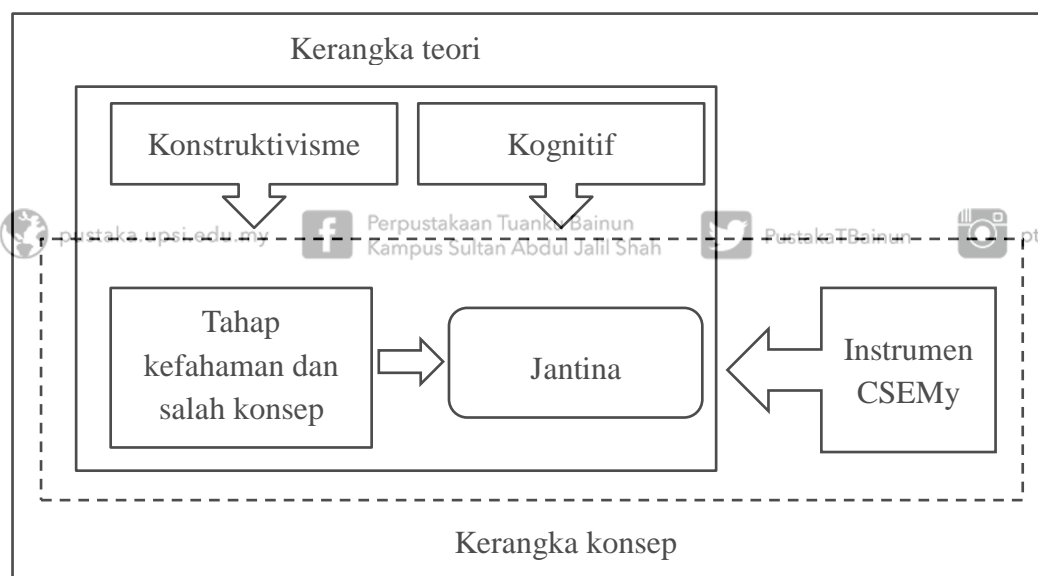 Kerangka teori
Konstruktivisme
Kognitif
pustaka.upsi.edu.my
Perpustakaan Tuanku Bainun
Kampus Sultan Abdul Jalil Shah
PustakaTBainun
pt
Tahap
kefahaman dan
salah konsep
Jantina
Instrumen
CSEMy
Kerangka konsep